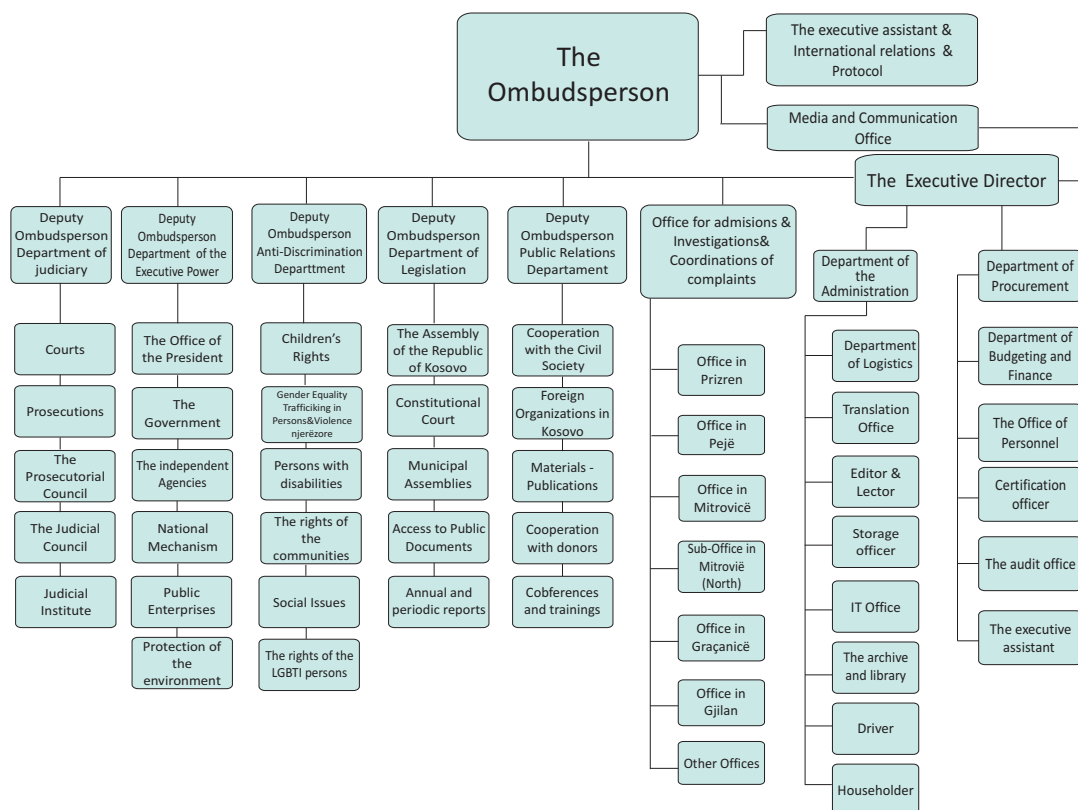 The
Ombudsperson
The executive assistant &
International relations &
Protocol
Media and Communication
Office
The Executive Director
Deputy
Ombudsperson
Department of
judiciary
Courts
Prosecutions
The
Prosecutorial
Council
The Judicial
Council
Judicial
Institute
Deputy
Ombudsperson
Department of the
Executive Power
The Office of
the President
The
Government
The independent
Agencies
National
Mechanism
Public
Enterprises
Protection of
the
environment
Deputy
Ombudsperson
Anti-Discrimination
Departtment
Children's
Rights
Gender Equality
Trafficiking in
Persons&Violence
njerëzore
Persons with
disabilities
The rights of
the
communities
Social Issues
The rights of the
LGBTI persons
Deputy
Ombudsperson
Department of
Legislation
The Assembly
of the Republic
of Kosovo
Constitutional
Court
Municipal
Assemblies
Access to Public
Documents
Annual and
periodic reports
Deputy
Ombudsperson
Public Relations
Departament
Cooperation
with the Civil
Society
Foreign
Organizations in
Kosovo
Materials -
Publications
Cooperation
with donors
Cobferences
and trainings
Office for admisions &
Investigations&
Coordinations of
complaints
Office in
Prizren
Office in
Pejë
Office in
Mitrovicë
Sub-Office in
Mitrovië
(North)
Office in
Graçanicë
Office in
Gjilan
Other Offices
Department of
the
Administration
Department
of Logistics
Translation
Office
Editor &
Lector
Storage
officer
IT Office
The archive
and library
Driver
Householder
Department of
Procurement
Department of
Budgeting and
Finance
The Office of
Personnel
Certification
officer
The audit office
The executive
assistant